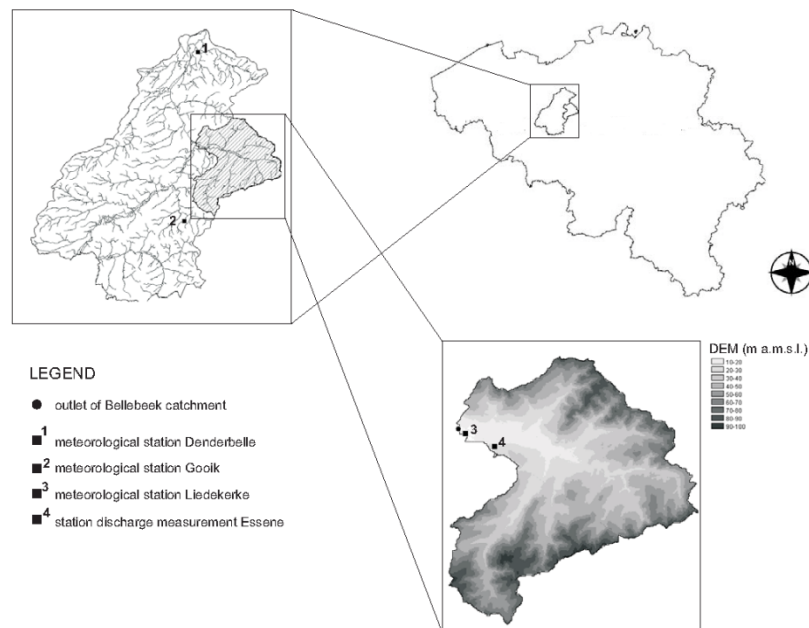 1
2
N
LEGEND
outlet of Bellebeek catchment
1 meteorological station Denderbelle
2 meteorological station Gooik
3 meteorological station Liedekerke
4 station discharge measurement Essene
DEM (m a.m.s.l.)
10-20
20-30
30-40
40-50
50-60
60-70
70-80
80-90
90-100
3
4